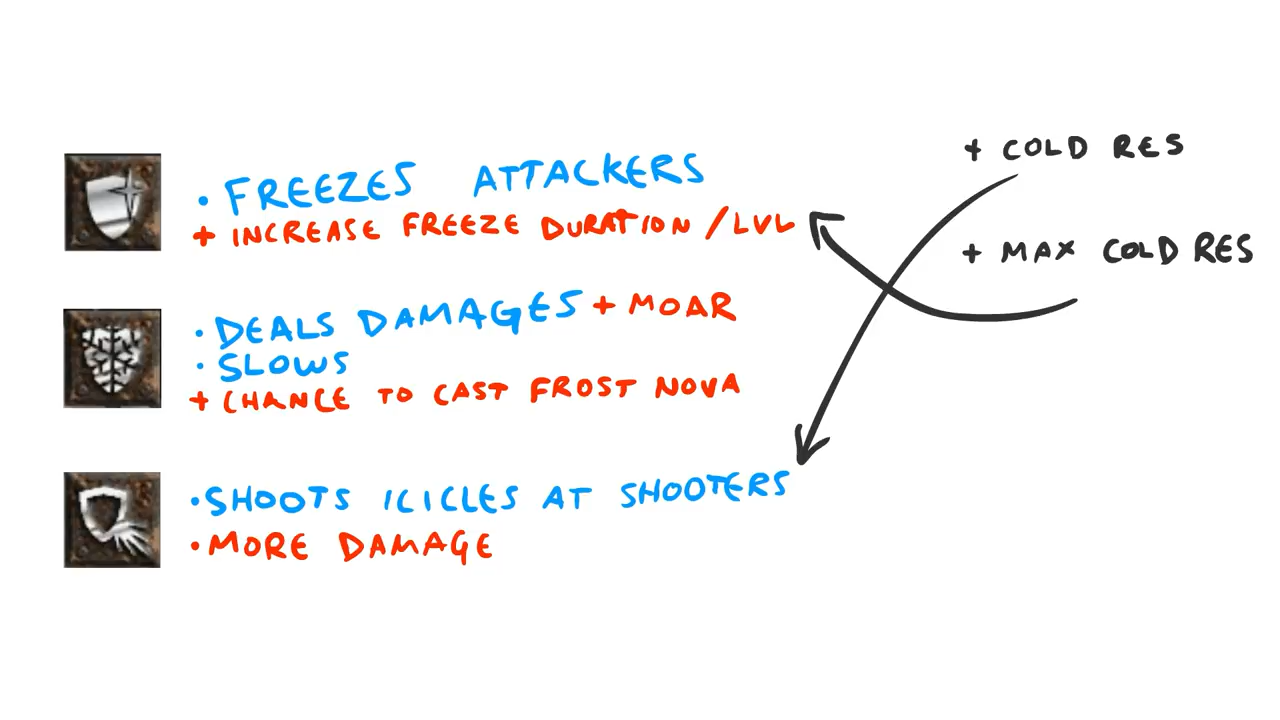 • FREEZES ATTACKERS
+ INCREASE FREEZE DURATION / LVL
• DEALS DAMAGES + MOAR
• SLOWS
+ CHANCE TO CAST FROST NOVA
• SHOOTS ICICLES AT SHOOTERS
• MORE DAMAGE
+ COLD RES
+ MAX COLD RES